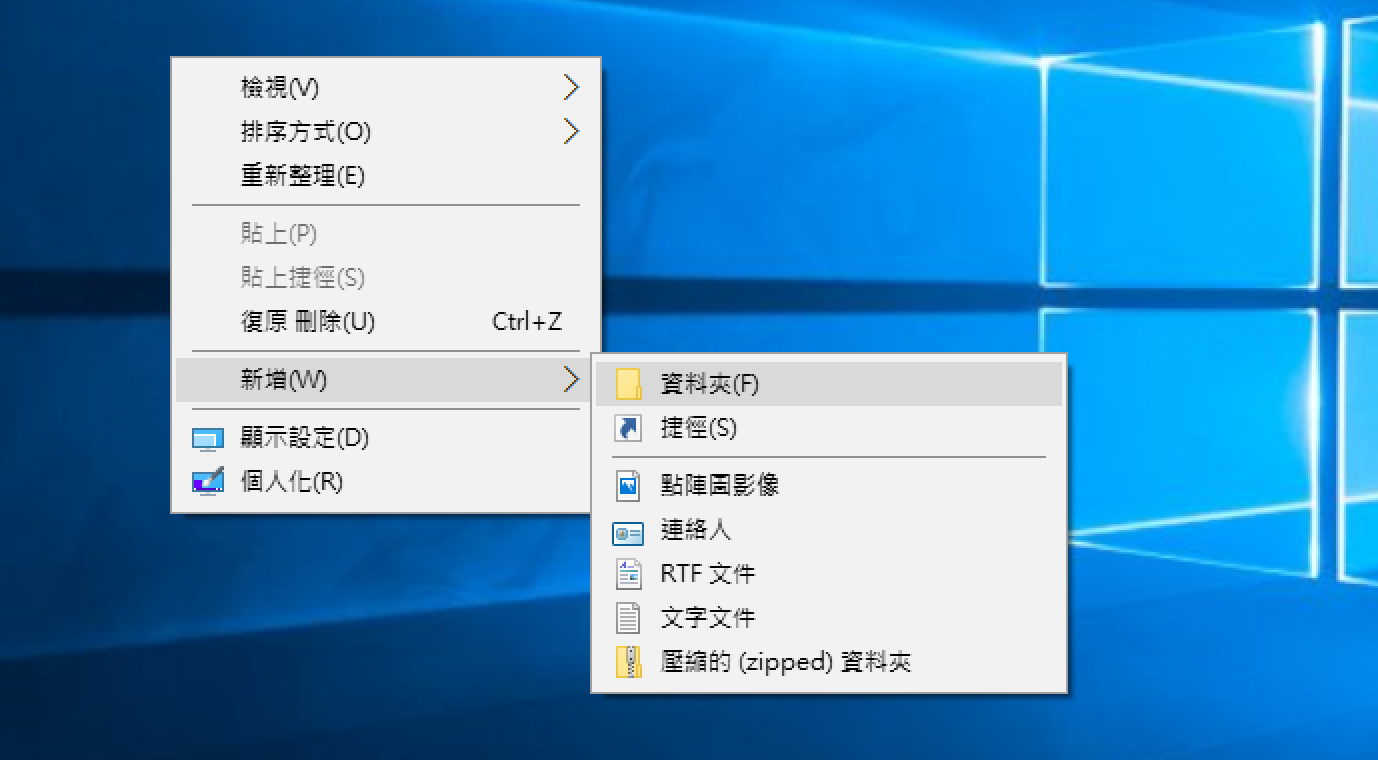 檢視(V)
排序方式(O)
重新整理(E)
貼上(P)
貼上捷徑(S)
復原 刪除(U) Ctrl+Z
新增(W)
顯示設定(D)
個人化(R)
資料夾(F)
捷徑(S)
點陣圖影像
連絡人
RTF 文件
文字文件
壓縮的 (zipped) 資料夾